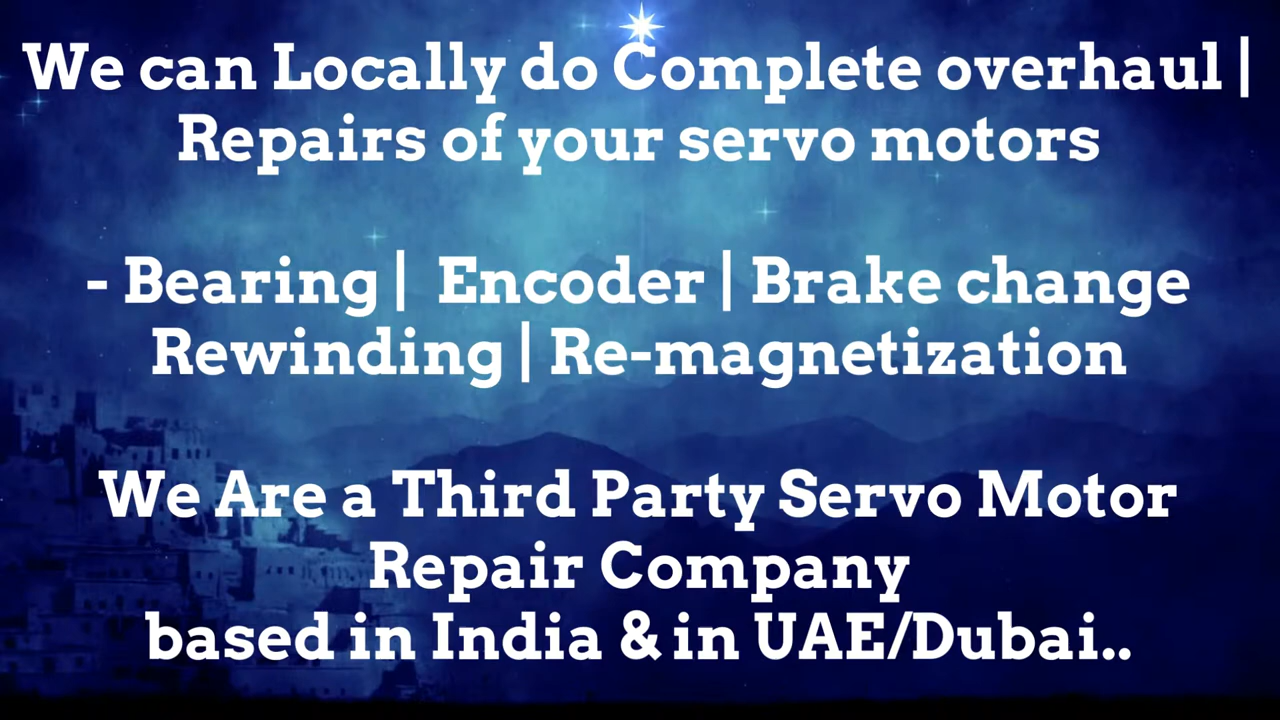 We can Locally do Complete overhaul |
Repairs of your servo motors
- Bearing | Encoder | Brake change
Rewinding | Re-magnetization
We Are a Third Party Servo Motor
Repair Company
based in India & in UAE/Dubai..